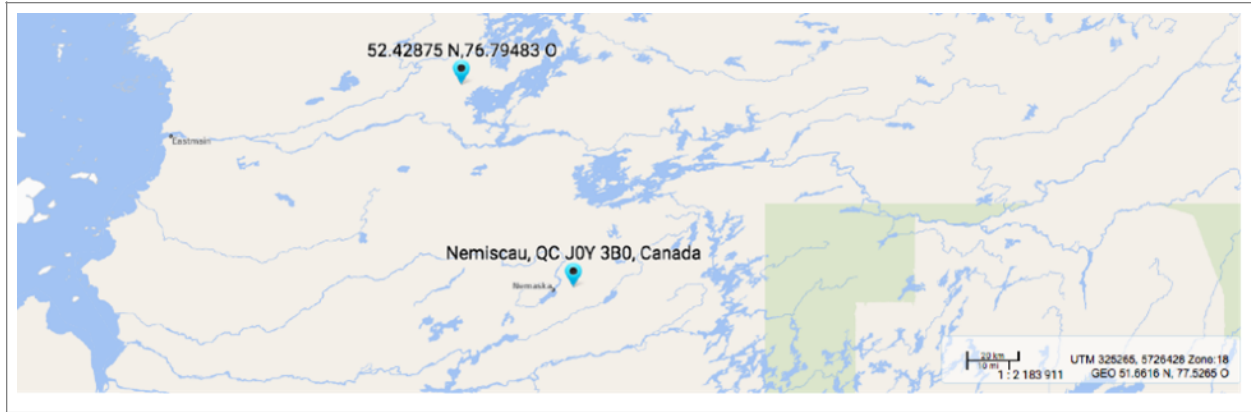 52.42875 N,76.79483 O
Eastmain
Nemiscau, QC J0Y 3B0, Canada
Nemaska
20 km
10 mi
1 : 2 183 911
UTM 325265, 5726428 Zone:18
GEO 51.6616 N, 77.5265 O